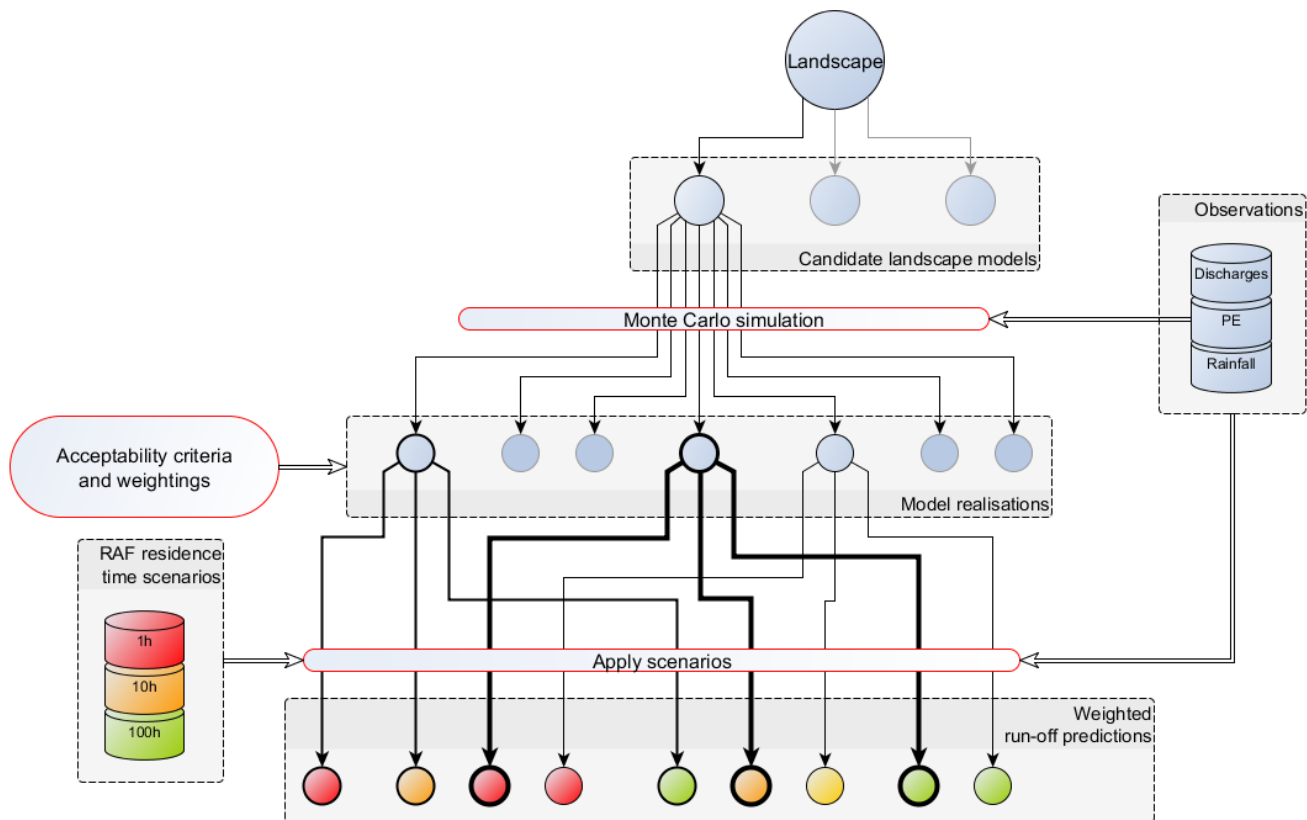 Landscape
Candidate landscape models
Observations
Discharges
PE
Rainfall
Monte Carlo simulation
Acceptability criteria
and weightings
Model realisations
RAF residence
time scenarios
1h
10h
100h
Apply scenarios
Weighted
run-off predictions